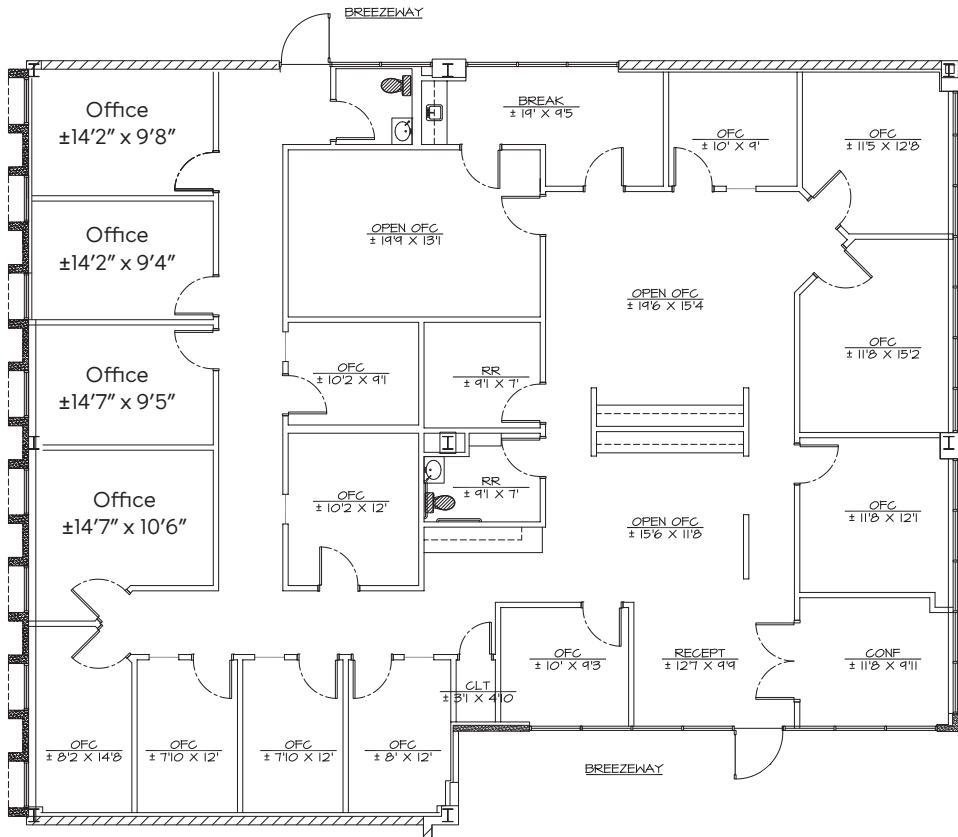 BREEZEWAY
Office
±14'2" x 9'8"
BREAK
± 19' X 9'5
OFC
± 10' X 9'
OFC
± 11'5 X 12'8
Office
±14'2" x 9'4"
OPEN OFC
± 19'9 X 13'1
OPEN OFC
± 19'6 X 15'4
OFC
± 11'8 X 15'2
Office
±14'7" x 9'5"
OFC
± 10'2 X 9'1
RR
± 9'1 X 7'
Office
±14'7" x 10'6"
OFC
± 10'2 X 12'
RR
± 9'1 X 7'
OPEN OFC
± 15'6 X 11'8
OFC
± 11'8 X 12'1
OFC
± 10' X 9'3
RECEPT
± 12'7 X 9'9
CONF
± 11'8 X 9'11
CLT
± 3'1 X 4'10
OFC
± 8'2 X 14'8
OFC
± 7'10 X 12'
OFC
± 7'10 X 12'
OFC
± 8' X 12'
BREEZEWAY